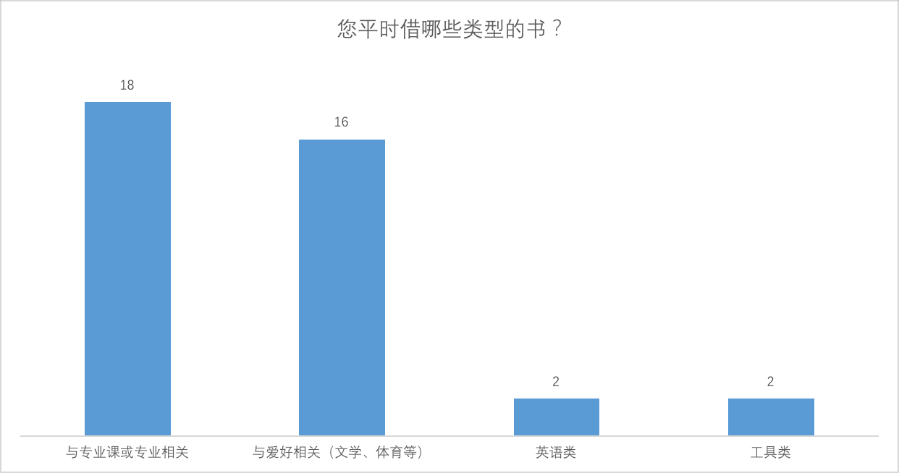 您平时借哪些类型的书？
18
16
2
2
与专业课或专业相关
与爱好相关（文学、体育等）
英语类
工具类